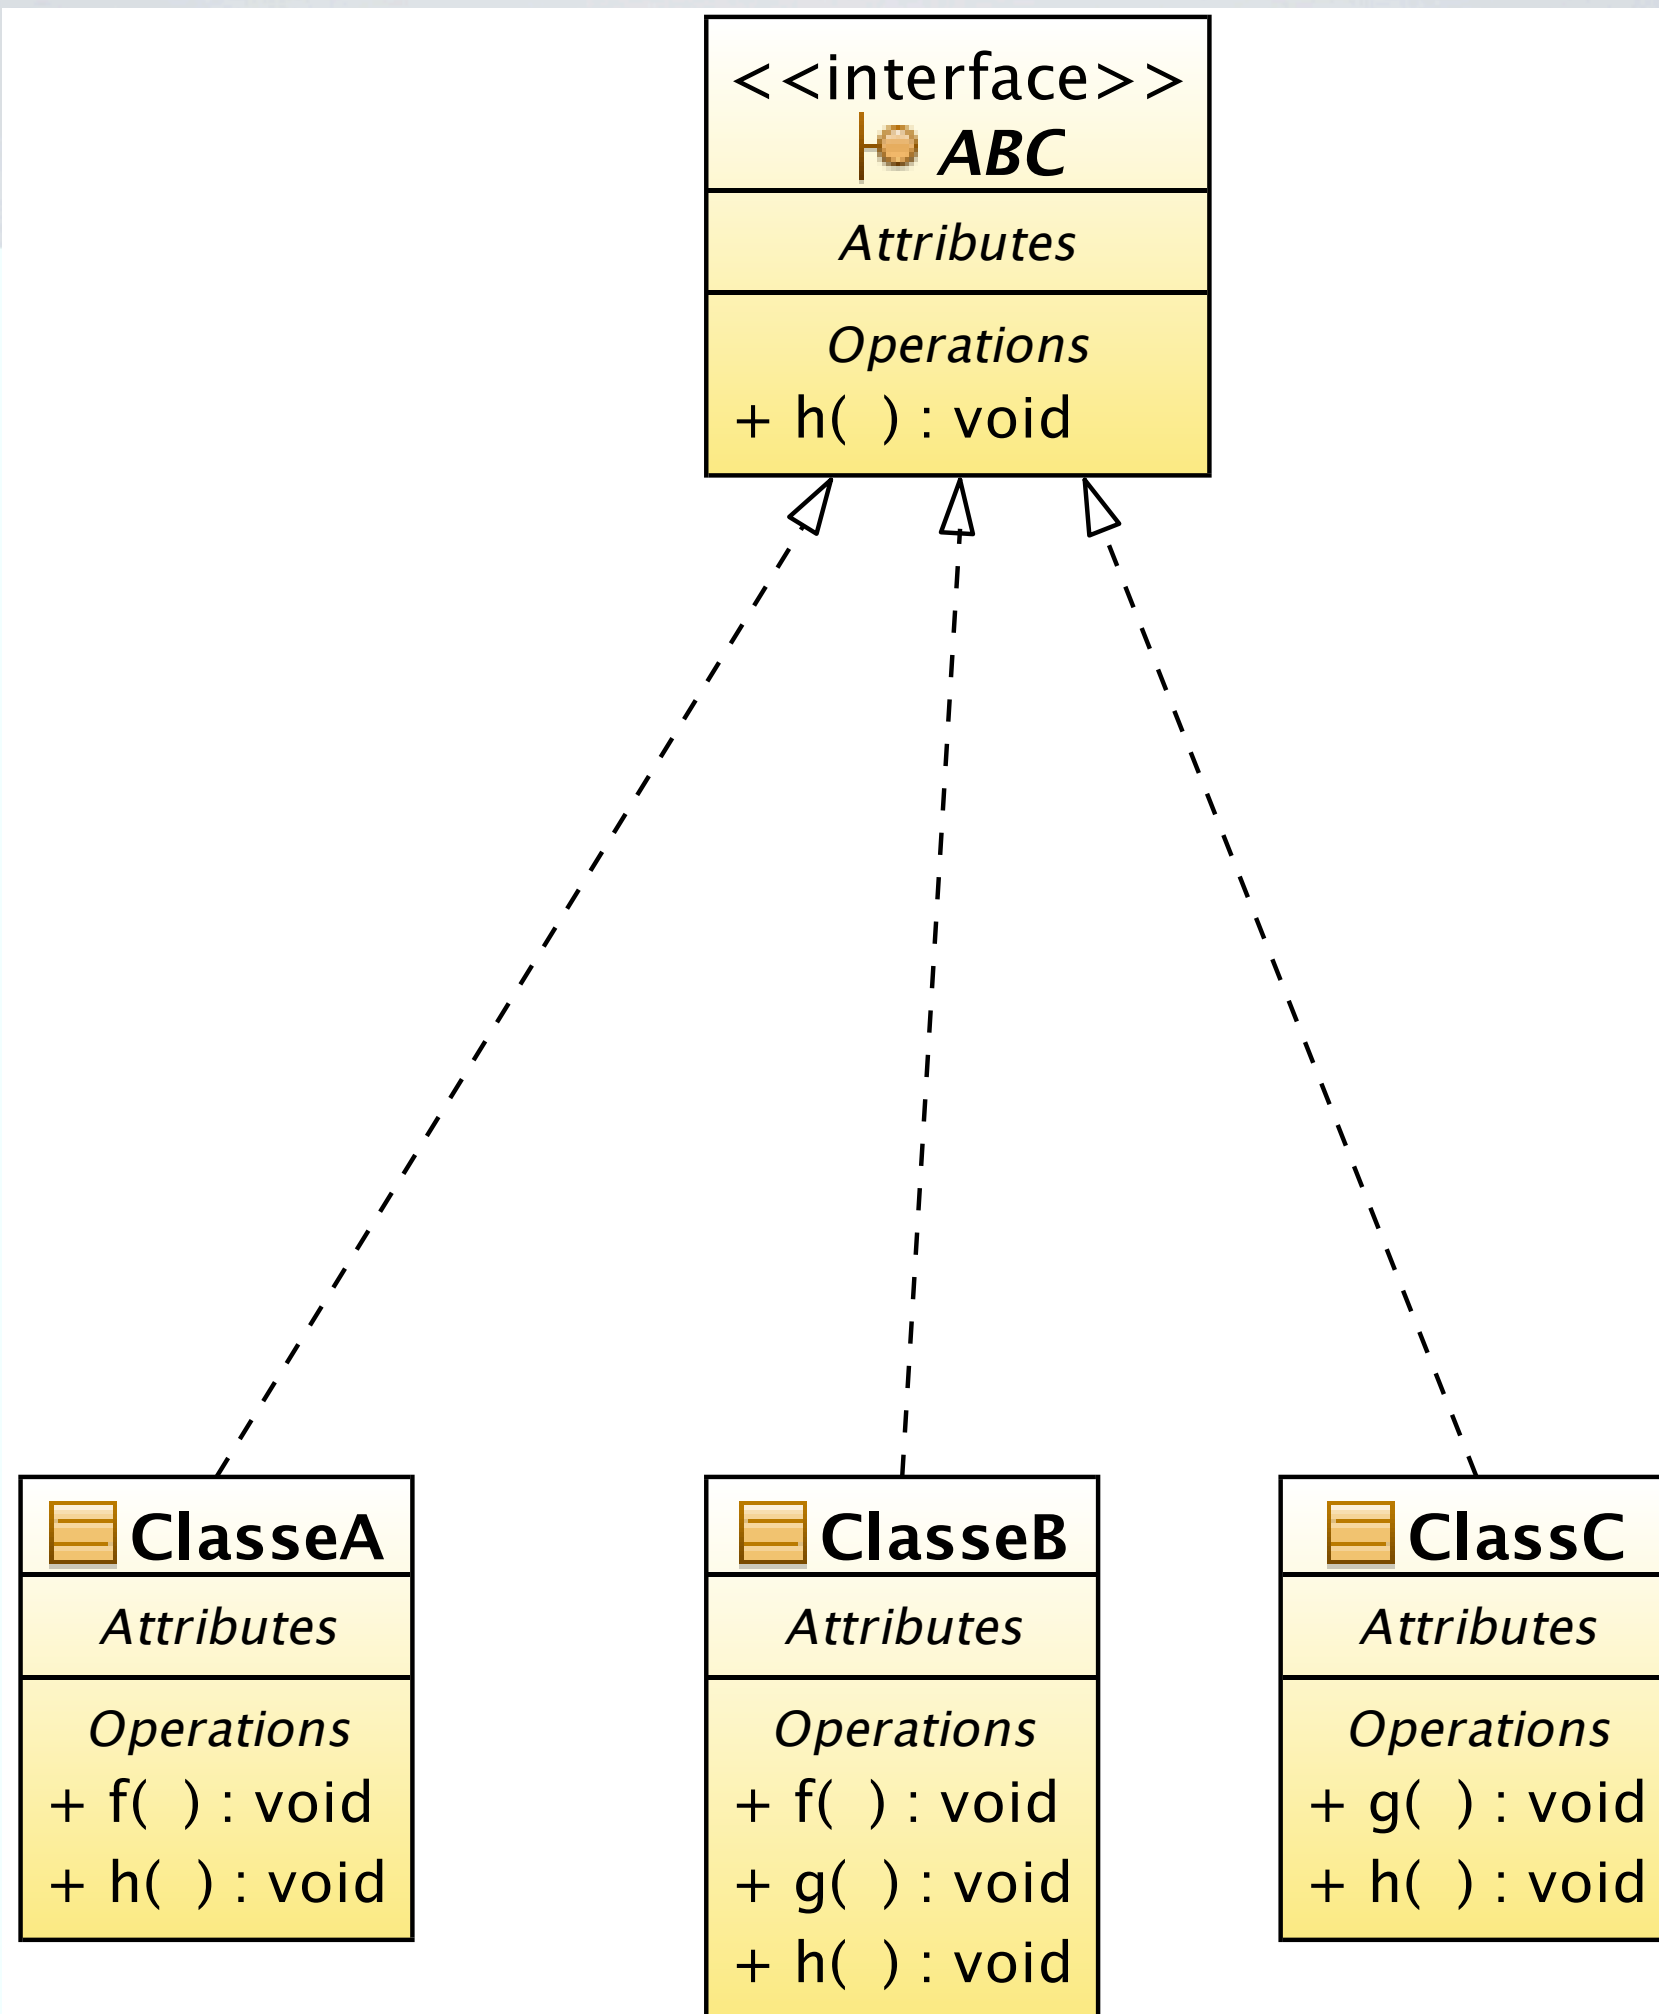 <<interface>>
ABC
Attributes
Operations
+ h( ) : void
ClasseA
Attributes
Operations
+ f( ) : void
+ h( ) : void
ClasseB
Attributes
Operations
+ f( ) : void
+ g( ) : void
+ h( ) : void
ClassC
Attributes
Operations
+ g( ) : void
+ h( ) : void